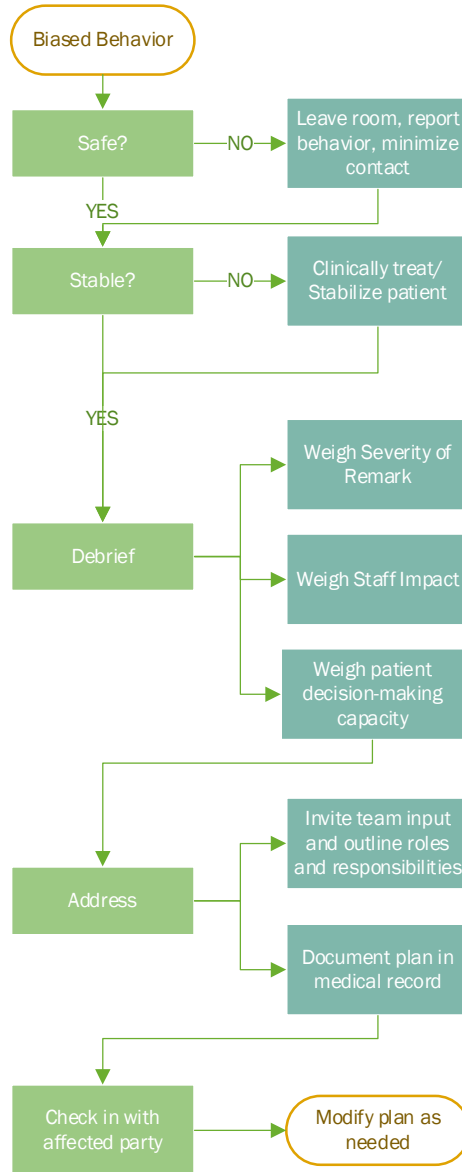 Biased Behavior
Safe?
NO
Leave room, report
behavior, minimize
contact
YES
Stable?
NO
Clinically treat/
Stabilize patient
YES
Weigh Severity of
Remark
Debrief
Weigh Staff Impact
Weigh patient
decision-making
capacity
Invite team input
and outline roles
and responsibilities
Address
Document plan in
medical record
Check in with
affected party
Modify plan as
needed